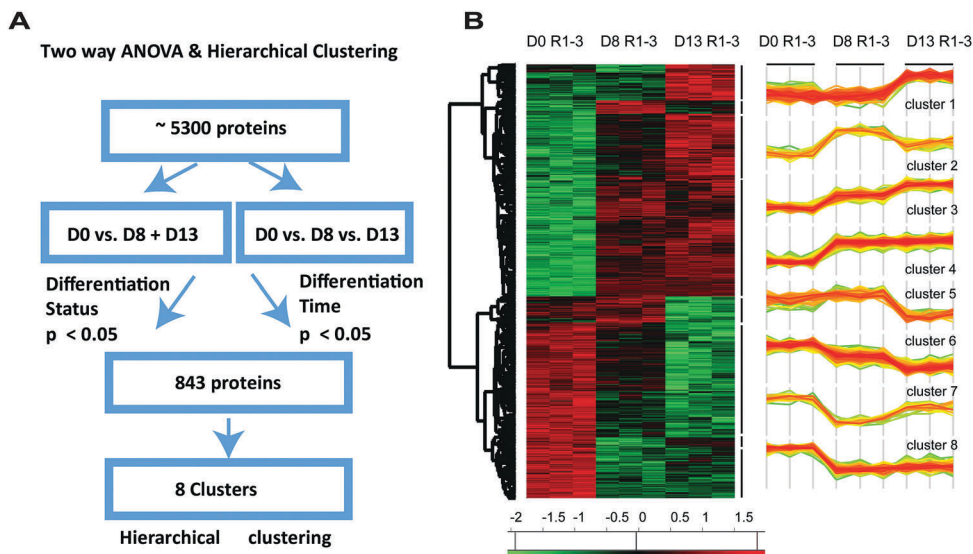 A
Two way ANOVA & Hierarchical Clustering
~ 5300 proteins
D0 vs. D8 + D13
D0 vs. D8 vs. D13
Differentiation
Status
p < 0.05
Differentiation
Time
p < 0.05
843 proteins
8 Clusters
Hierarchical clustering
B
D0 R1-3 D8 R1-3 D13 R1-3
D0 R1-3 D8 R1-3 D13 R1-3
cluster 1
cluster 2
cluster 3
cluster 4
cluster 5
cluster 6
cluster 7
cluster 8
-2 -1.5 -1 -0.5 0 0.5 1 1.5